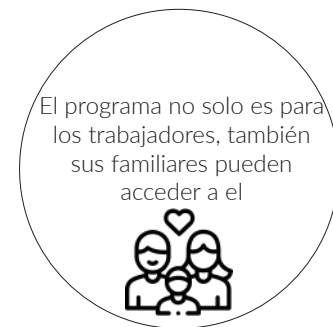 El programa no solo es para
los trabajadores, también
sus familiares pueden
acceder a el